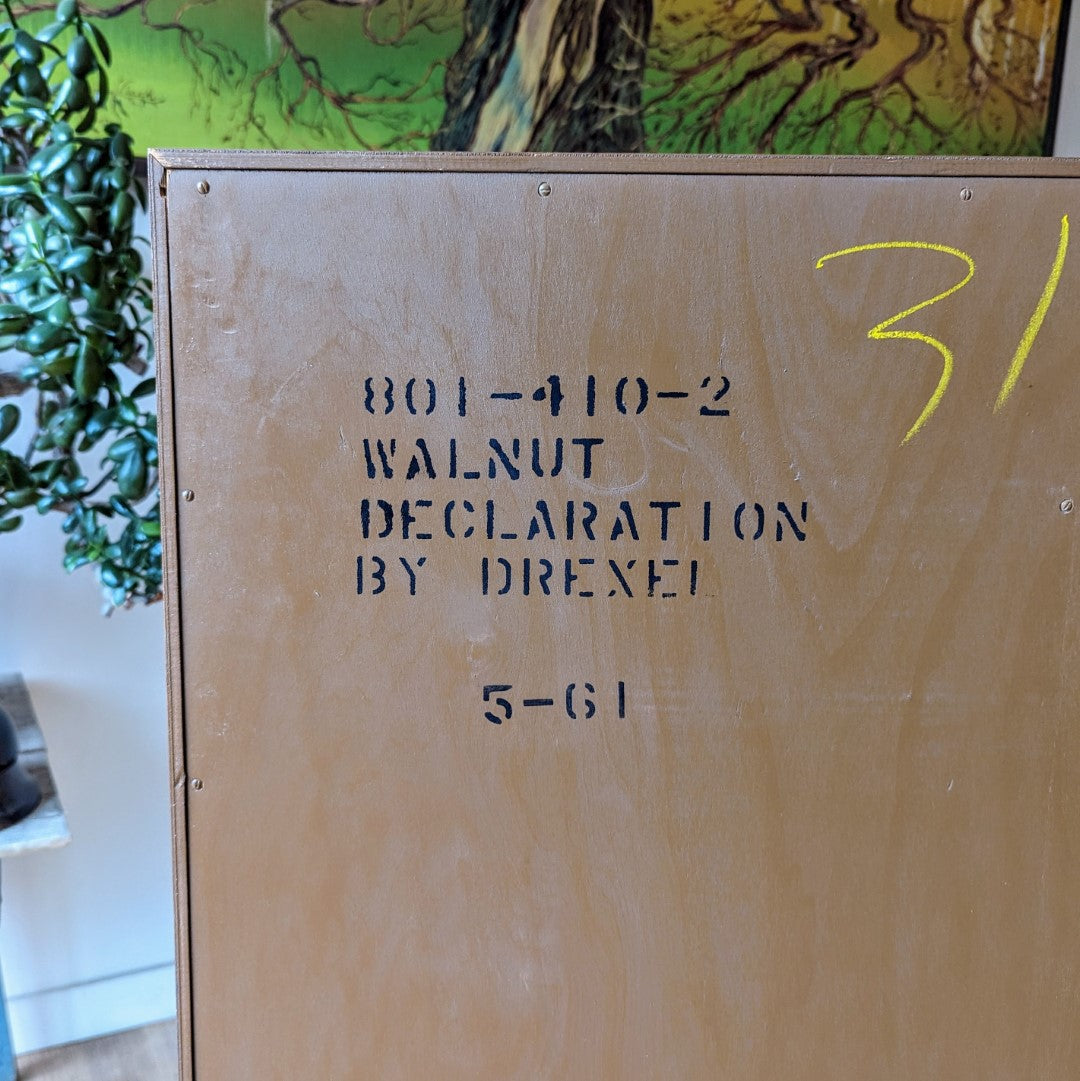 31
801-410-2
WALNUT
DECLARATION
BY DREXEL
5-61